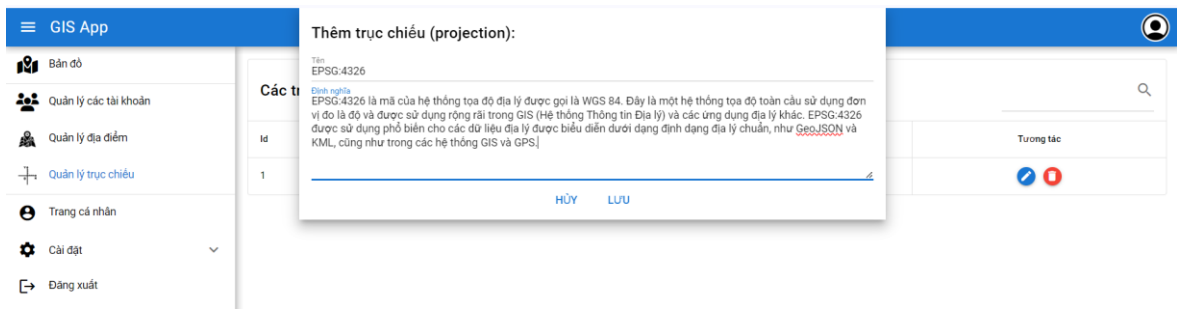 GIS App
Bản đồ
Quản lý các tài khoản
Quản lý địa điểm
Quản lý trục chiếu
Trang cá nhân
Cài đặt
Đăng xuất
Thêm trục chiếu (projection):
Tên
EPSG:4326
Định nghĩa
EPSG:4326 là mã của hệ thống tọa độ địa lý được gọi là WGS 84. Đây là một hệ thống tọa độ toàn cầu sử dụng đơn
vị đo là độ và được sử dụng rộng rãi trong GIS (Hệ thống Thông tin Địa lý) và các ứng dụng địa lý khác. EPSG:4326
được sử dụng phổ biến cho các dữ liệu địa lý được biểu diễn dưới dạng định dạng địa lý chuẩn, như GeoJSON và
KML, cũng như trong các hệ thống GIS và GPS.
HỦY LƯU
Các
Id
Tương tác
1